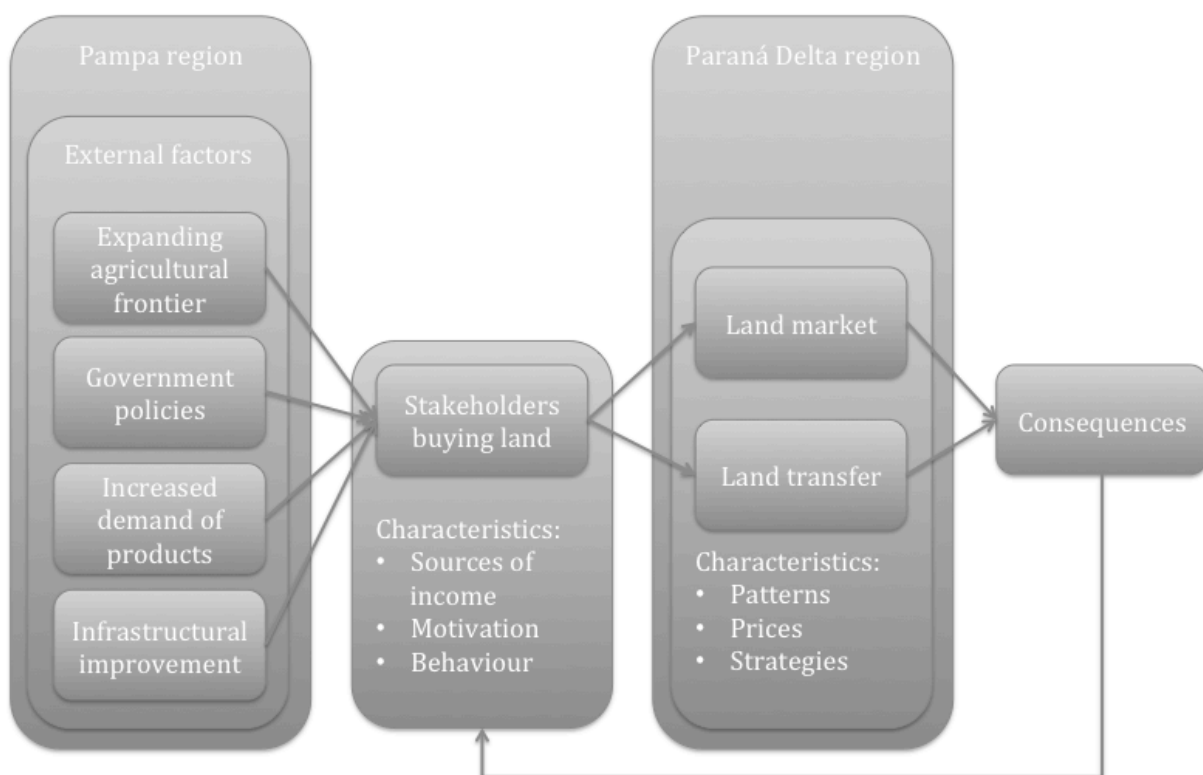 Pampa region
External factors
Expanding
agricultural
frontier
Government
policies
Increased
demand of
products
Infrastructural
improvement
Stakeholders
buying land
Characteristics:
• Sources of
income
• Motivation
• Behaviour
Paraná Delta region
Land market
Land transfer
Characteristics:
• Patterns
• Prices
• Strategies
Consequences